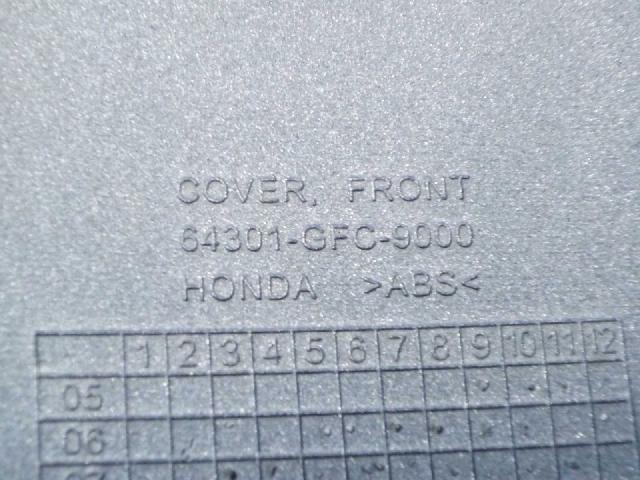 COVER, FRONT
64301-GFC-9000
HONDA >ABS<
1 2 3 4 5 6 7 8 9 10 11 12
05
06
07